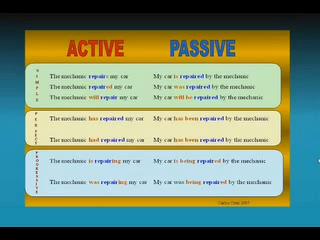 ACTIVE PASSIVE
SIMPLE
The mechanic repairs my car My car is repaired by the mechanic
The mechanic repaired my car My car was repaired by the mechanic
The mechanic will repair my car My car will be repaired by the mechanic
PERFECT
The mechanic has repaired my car My car has been repaired by the mechanic
The mechanic had repaired my car My car had been repaired by the mechanic
PROGRESSIVE
The mechanic is repairing my car My car is being repaired by the mechanic
The mechanic was repairing my car My car was being repaired by the mechanic